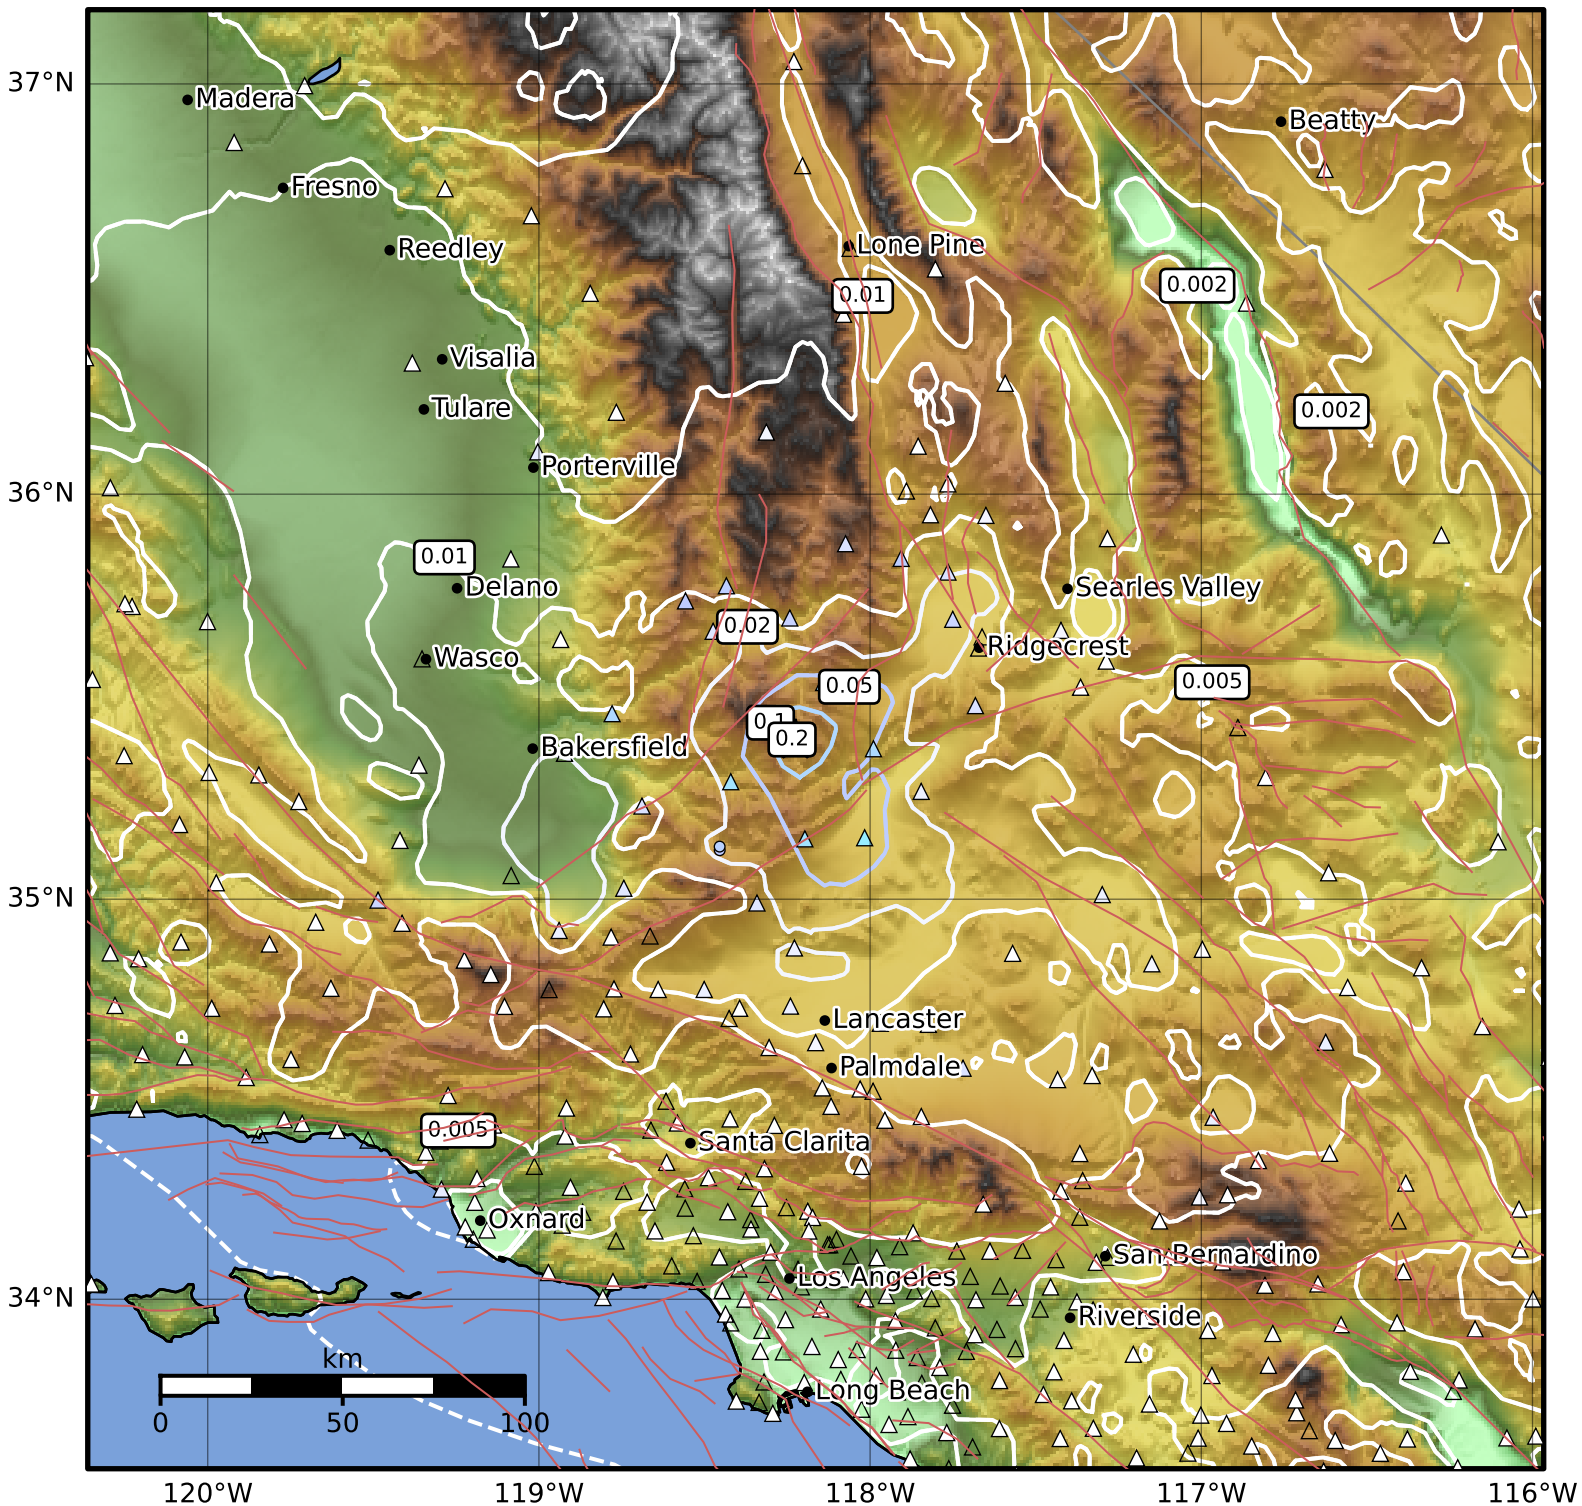 37°N
36°N
35°N
34°N
Madera
Beatty
Fresno
Reedley
Lone Pine
0.002
0.01
Visalia
0.002
Tulare
Porterville
0.01
Delano
Searles Valley
0.02
Wasco
Ridgecrest
0.05
0.005
0.1
0.2
Bakersfield
Lancaster
Palmdale
0.005
Santa Clarita
Oxnard
San Bernardino
Los Angeles
Riverside
km
Long Beach
0 50 100
120°W 119°W 118°W 117°W 116°W